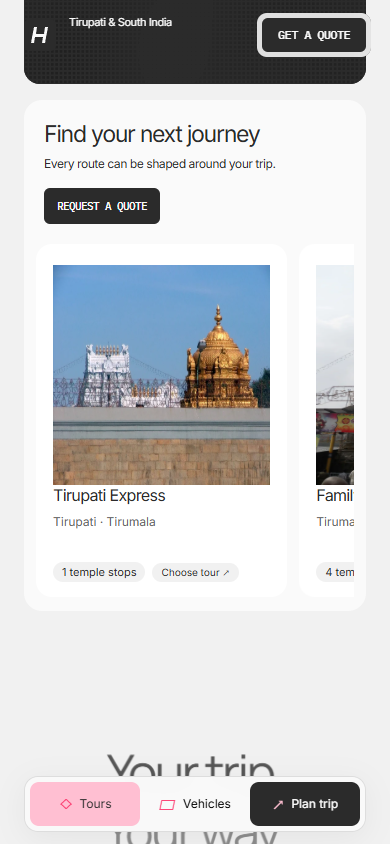 H
Tirupati & South India
GET A QUOTE
Find your next journey
Every route can be shaped around your trip.
REQUEST A QUOTE
Tirupati Express
Tirupati · Tirumala
1 temple stops
Choose tour ↗
Famil
Tiruma
4 tem
Your trip
Your way
◇ Tours
▱ Vehicles
↗ Plan trip